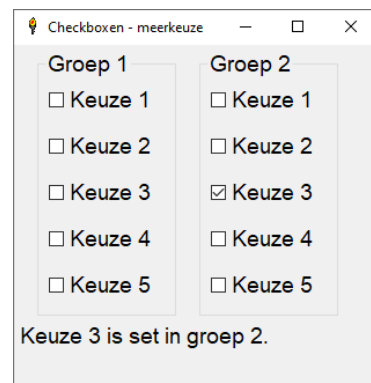 Checkboxen - meerkeuze
Groep 1
Keuze 1
Keuze 2
Keuze 3
Keuze 4
Keuze 5
Groep 2
Keuze 1
Keuze 2
Keuze 3
Keuze 4
Keuze 5
Keuze 3 is set in groep 2.